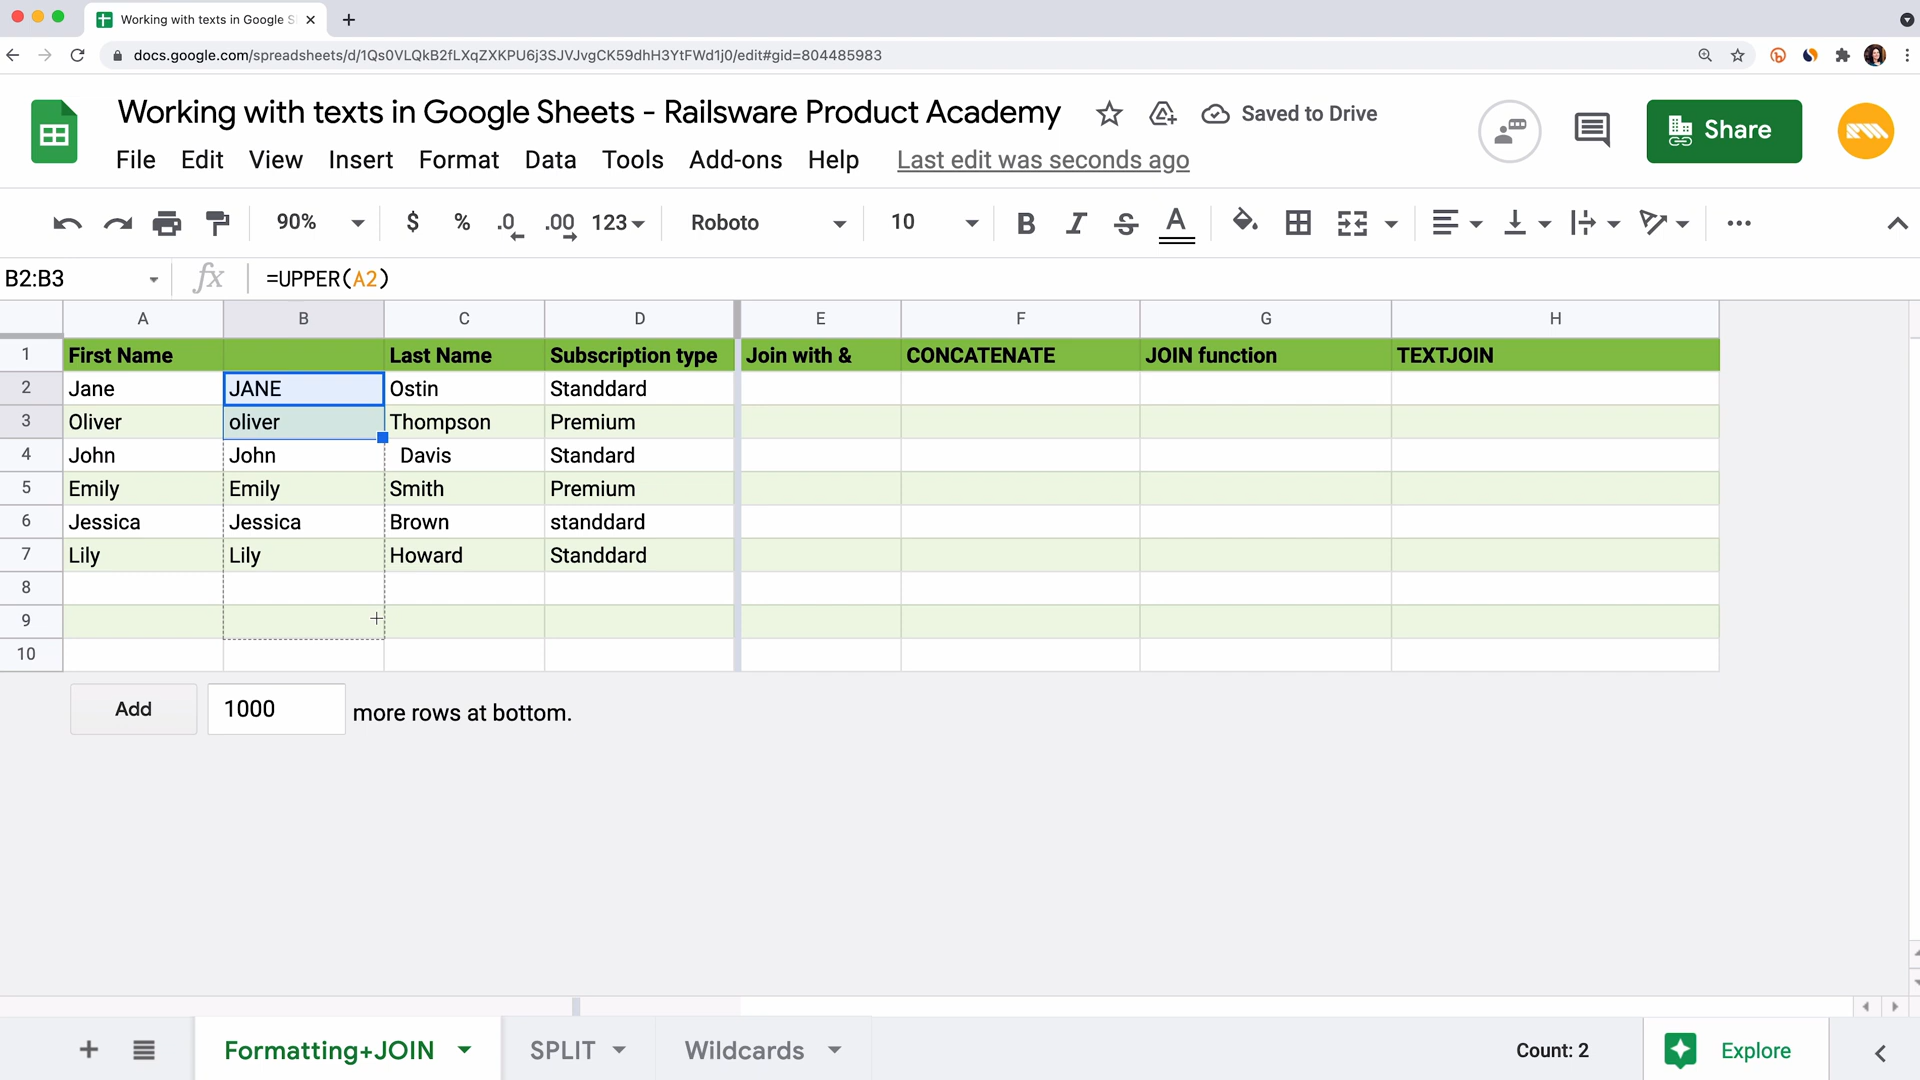 Working with texts in Google S
docs.google.com/spreadsheets/d/1Qs0VLQkB2fLXqZXKPU6j3SJVJvgCK59dhH3YtFWd1j0/edit#gid=804485983
Working with texts in Google Sheets - Railsware Product Academy Saved to Drive
Share
File Edit View Insert Format Data Tools Add-ons Help Last edit was seconds ago
90% $ % .0 .00 123 Roboto 10 B I S A
B2:B3 fx =UPPER(A2)
A B C D E F G H
1 First Name Last Name Subscription type Join with & CONCATENATE JOIN function TEXTJOIN
2 Jane JANE Ostin Standdard
3 Oliver oliver Thompson Premium
4 John John Davis Standard
5 Emily Emily Smith Premium
6 Jessica Jessica Brown standdard
7 Lily Lily Howard Standdard
8
9
10
Add 1000 more rows at bottom.
Formatting+JOIN SPLIT Wildcards Count: 2 Explore